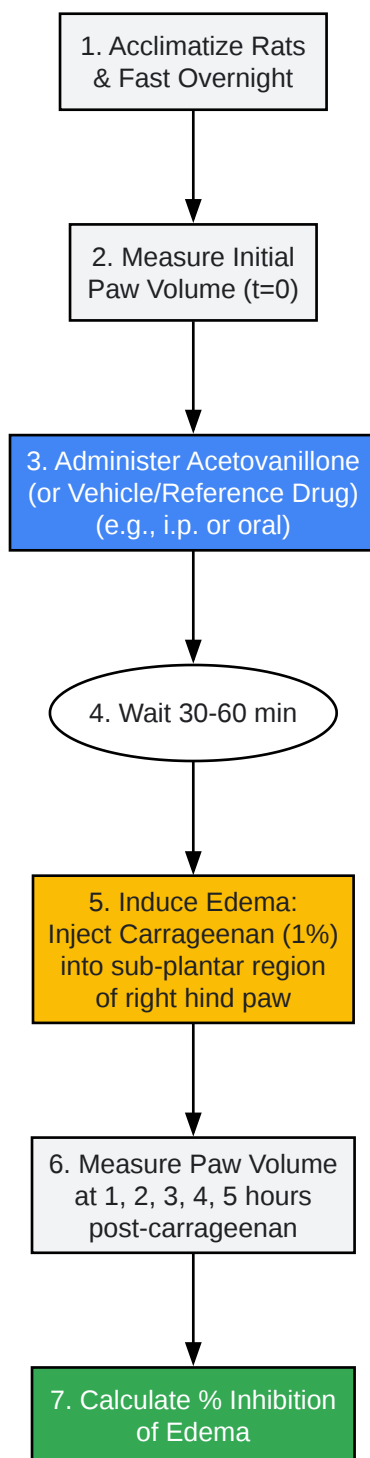 1. Acclimatize Rats
& Fast Overnight
2. Measure Initial
Paw Volume (t=0)
3. Administer Acetovanillone
(or Vehicle/Reference Drug)
(e.g., i.p. or oral)
4. Wait 30-60 min
5. Induce Edema:
Inject Carrageenan (1%)
into sub-plantar region
of right hind paw
6. Measure Paw Volume
at 1, 2, 3, 4, 5 hours
post-carrageenan
7. Calculate % Inhibition
of Edema